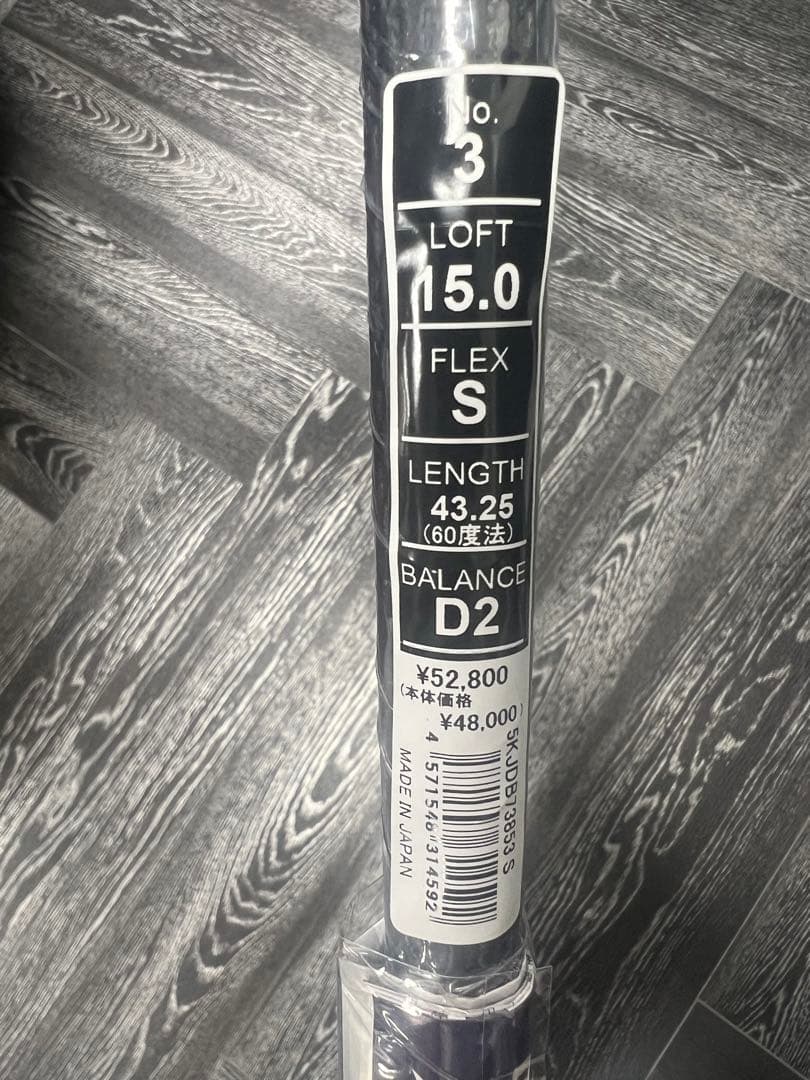 No.
3
LOFT
15.0
FLEX
S
LENGTH
43.25
(60度法)
BALANCE
D2
¥52,800
(本体価格
¥48,000)
5KJDB73853 S
4 571546 314592
MADE IN JAPAN